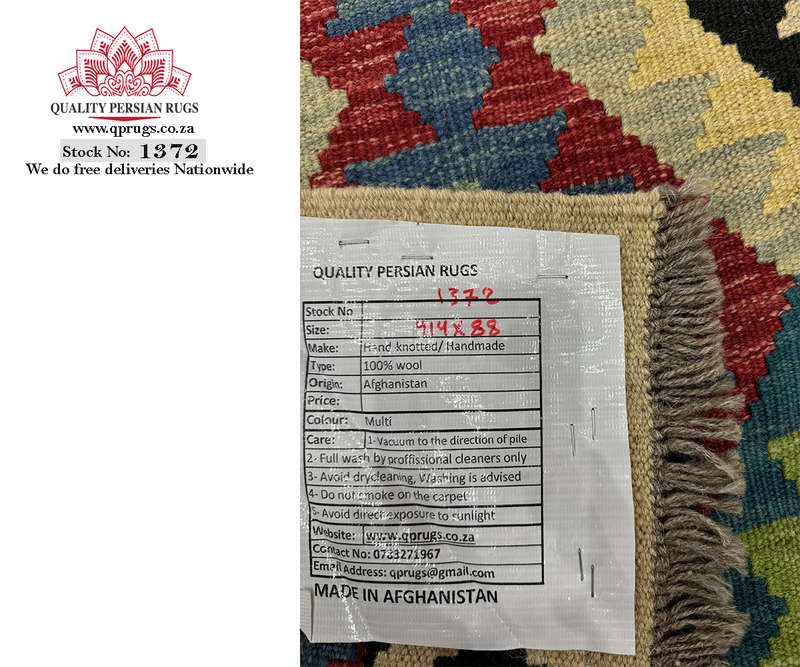 QUALITY PERSIAN RUGS
www.qprugs.co.za
Stock No: 1372
We do free deliveries Nationwide
QUALITY PERSIAN RUGS
Stock No 1372
Size: 414x88
Make: Hand knotted/ Handmade
Type: 100% wool
Origin: Afghanistan
Price:
Colour: Multi
Care: 1- Vacuum to the direction of pile
2- Full wash by proffissional cleaners only
3- Avoid drycleaning, Washing is advised
4- Do not smoke on the carpet
5- Avoid direct exposure to sunlight
Website: www.qprugs.co.za
Contact No: 0733271967
Email Address: qprugs@gmail.com
MADE IN AFGHANISTAN